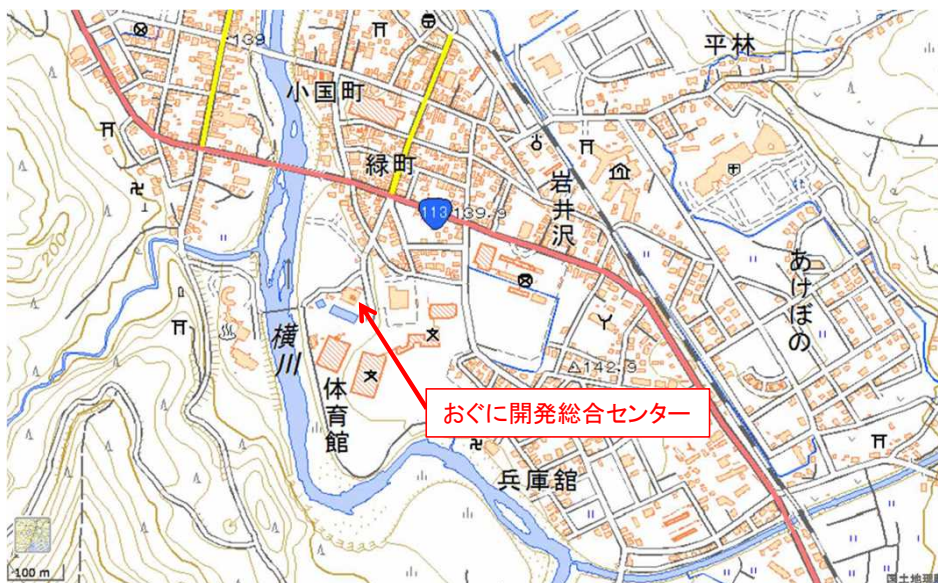 ・139
平林
小国町
緑町
113
139.9
岩井沢
あけぼの
200
横川
体育館
142.9
おぐに開発総合センター
兵庫舘
100 m
国土地理